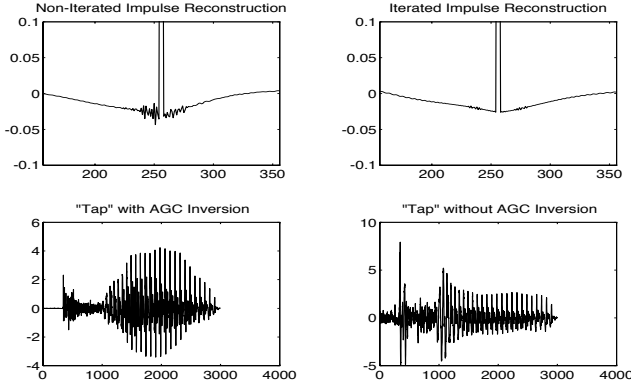 Non-Iterated Impulse Reconstruction
0.1
0.05
0
-0.05
-0.1
200 250 300 350
Iterated Impulse Reconstruction
0.1
0.05
0
-0.05
-0.1
200 250 300 350
"Tap" with AGC Inversion
6
4
2
0
-2
-4
0 1000 2000 3000 4000
"Tap" without AGC Inversion
10
5
0
-5
0 1000 2000 3000 4000